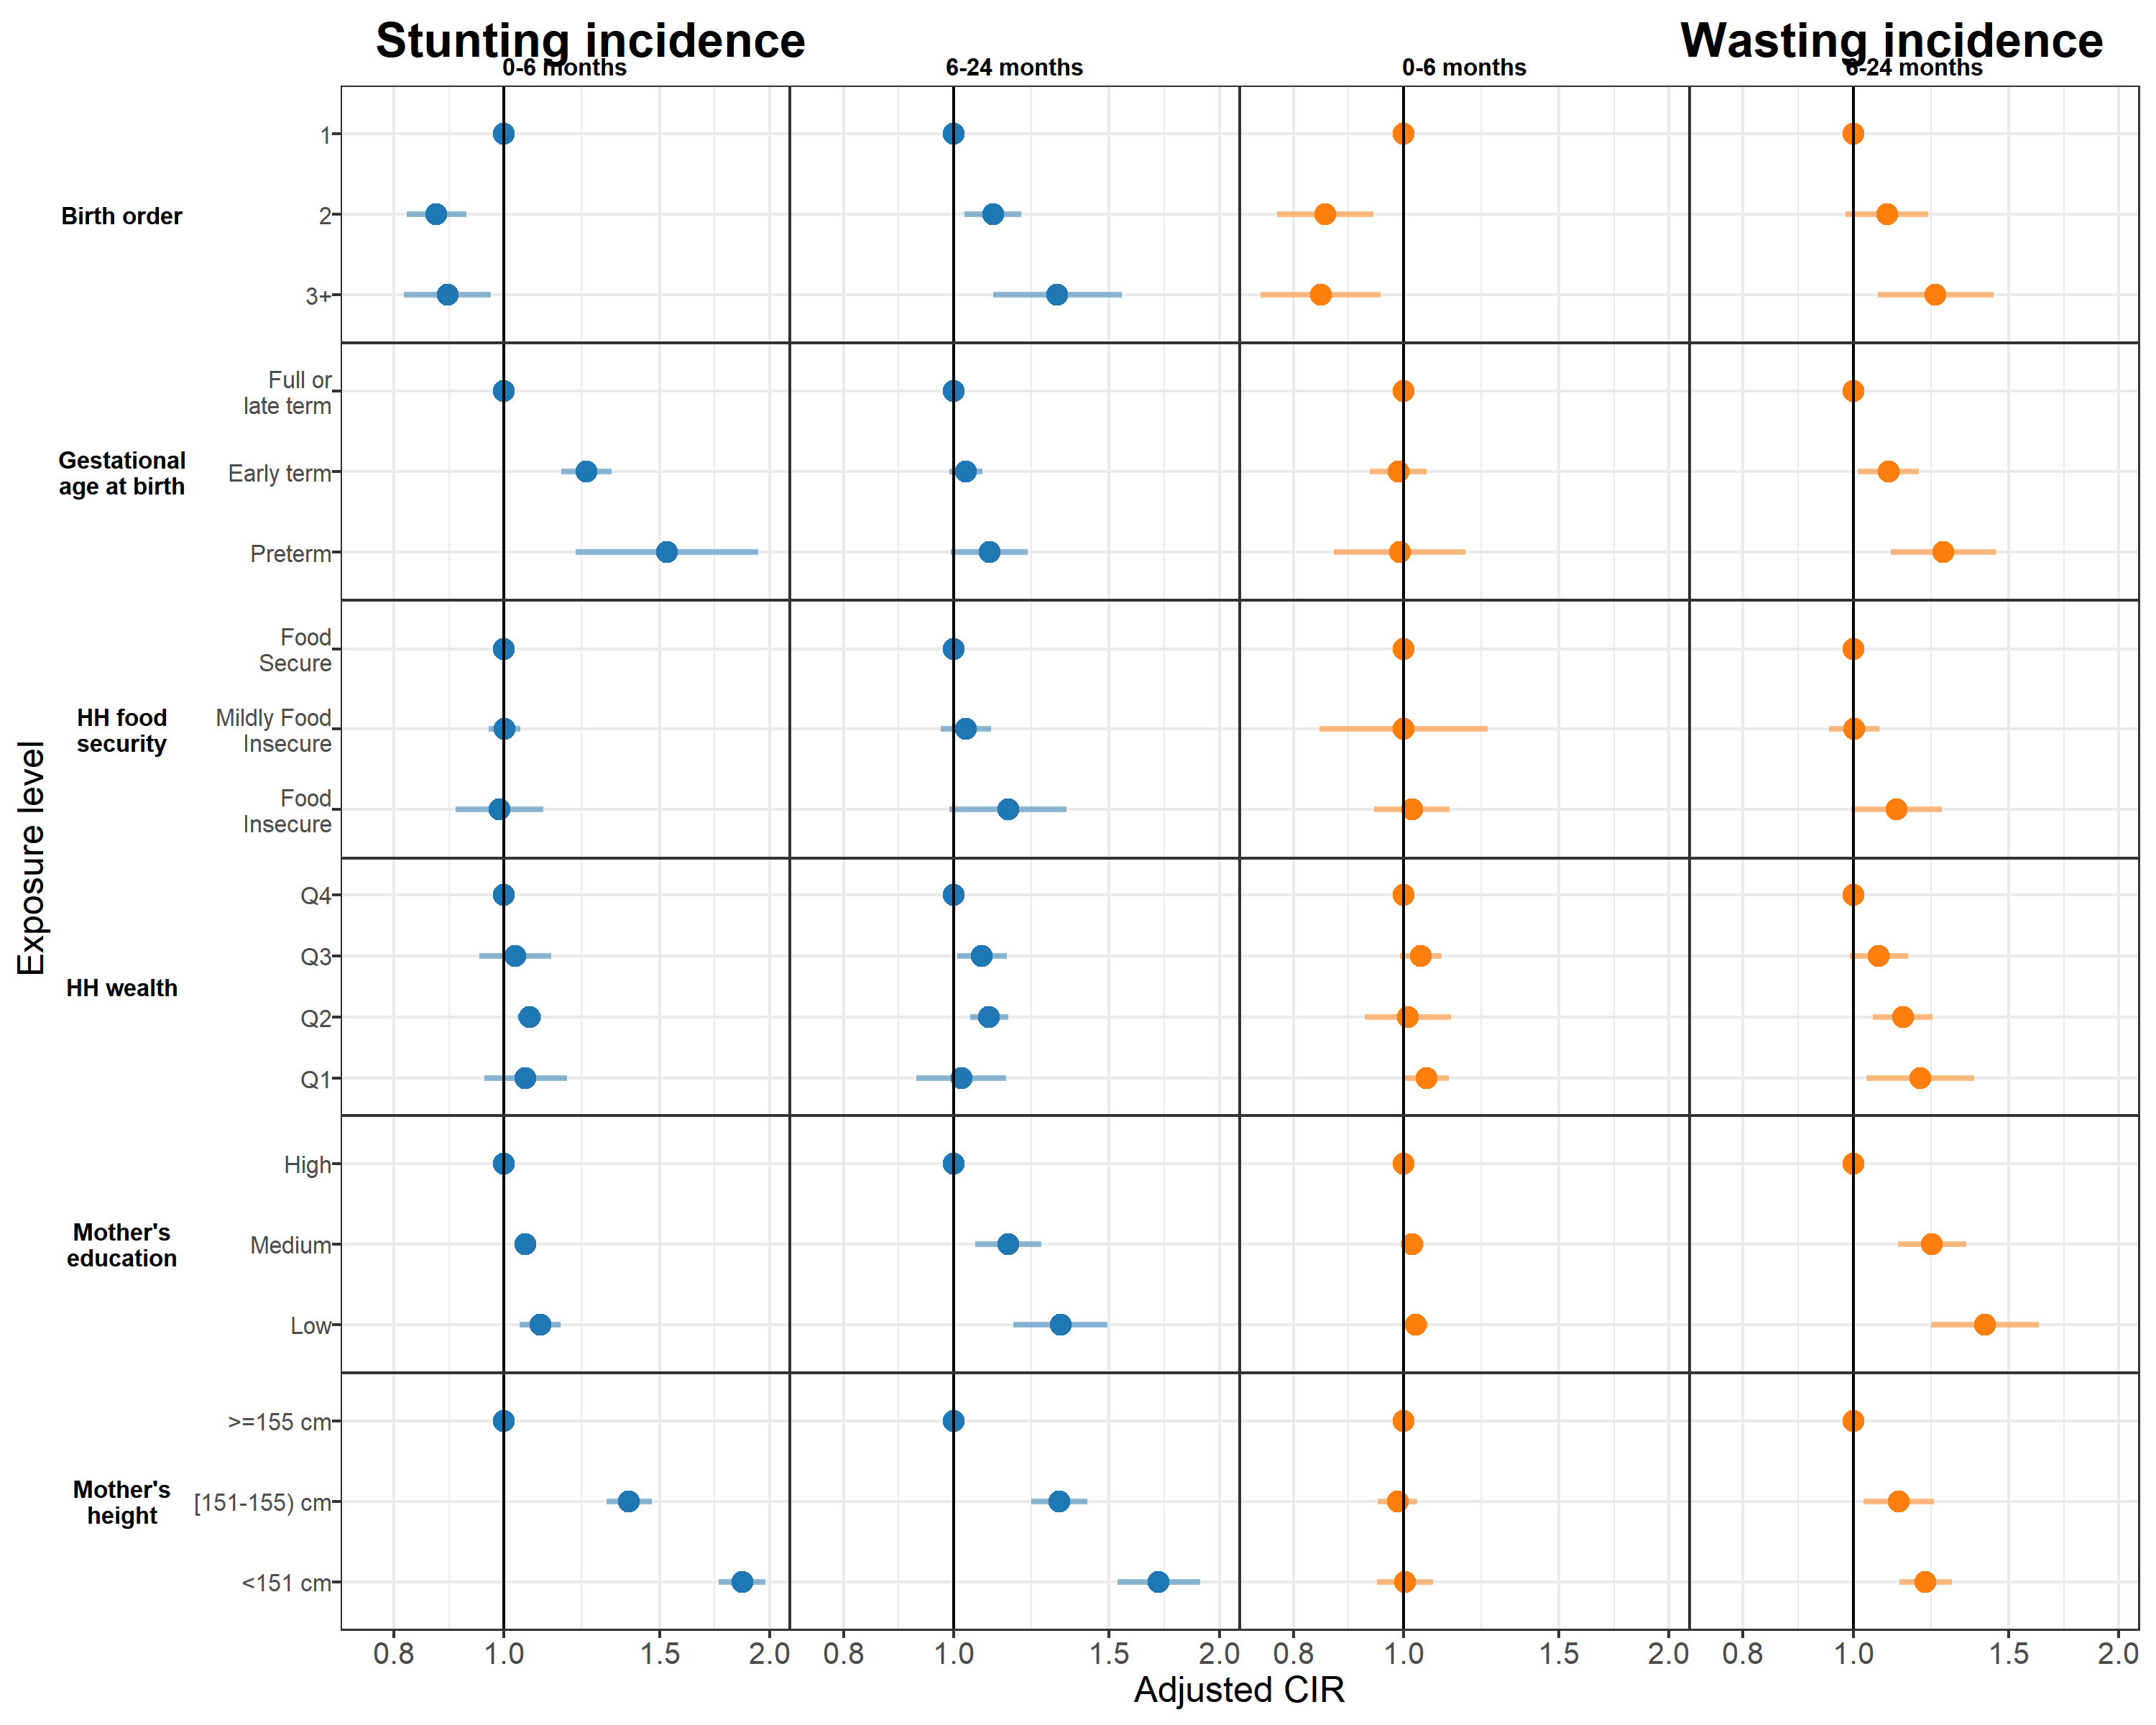 Stunting incidence
Wasting incidence
0-6 months
6-24 months
0-6 months
6-24 months
Exposure level
Birth order
1
2
3+
Gestational
age at birth
Full or
late term
Early term
Preterm
HH food
security
Food
Secure
Mildly Food
Insecure
Food
Insecure
HH wealth
Q4
Q3
Q2
Q1
Mother's
education
High
Medium
Low
Mother's
height
>=155 cm
[151-155) cm
<151 cm
0.8 1.0 1.5 2.0 0.8 1.0 1.5 2.0 0.8 1.0 1.5 2.0 0.8 1.0 1.5 2.0
Adjusted CIR